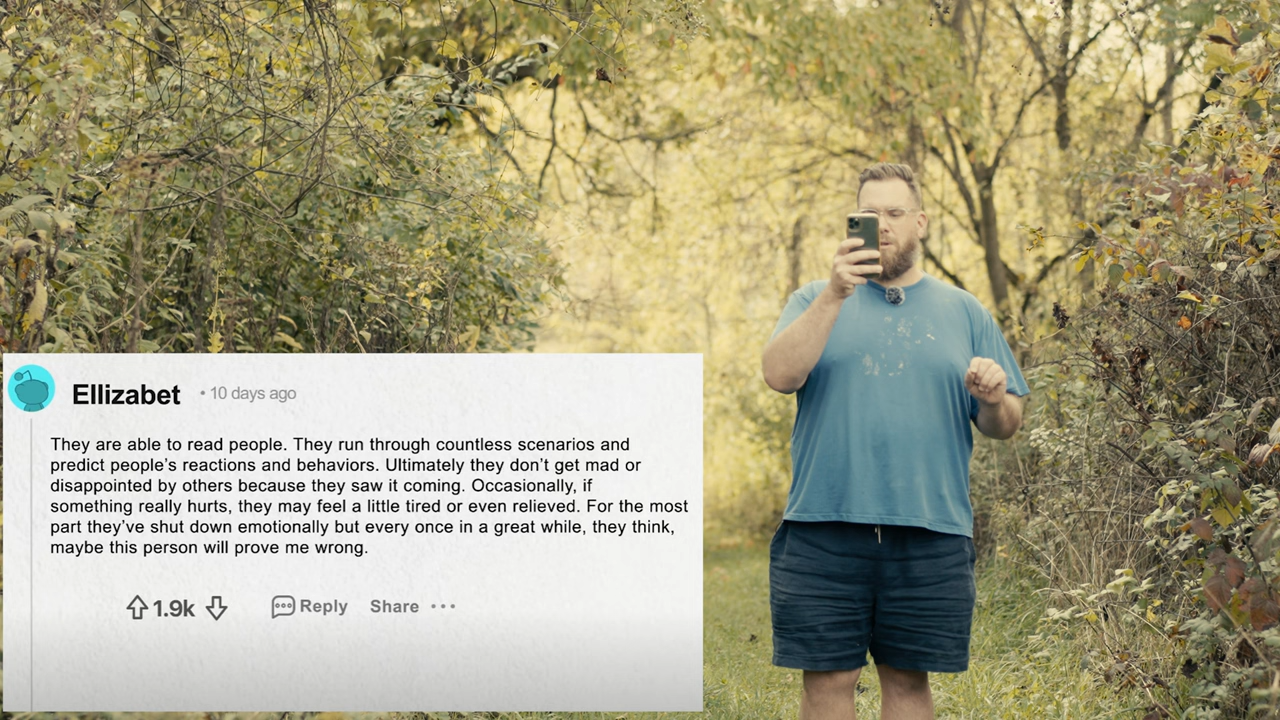 Ellizabet • 10 days ago
They are able to read people. They run through countless scenarios and
predict people's reactions and behaviors. Ultimately they don't get mad or
disappointed by others because they saw it coming. Occasionally, if
something really hurts, they may feel a little tired or even relieved. For the most
part they've shut down emotionally but every once in a great while, they think,
maybe this person will prove me wrong.
1.9k Reply Share •••